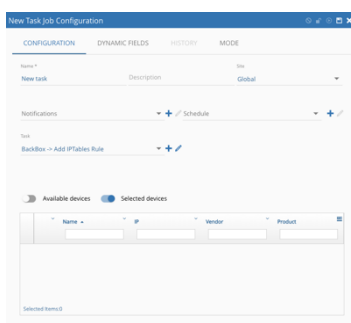 New Task Job Configuration
CONFIGURATION DYNAMIC FIELDS HISTORY MODE
Name * Site
New task Description Global
Notifications Schedule
Task
BackBox -> Add IPTables Rule
Available devices Selected devices
Name IP Vendor Product
Selected Items:0